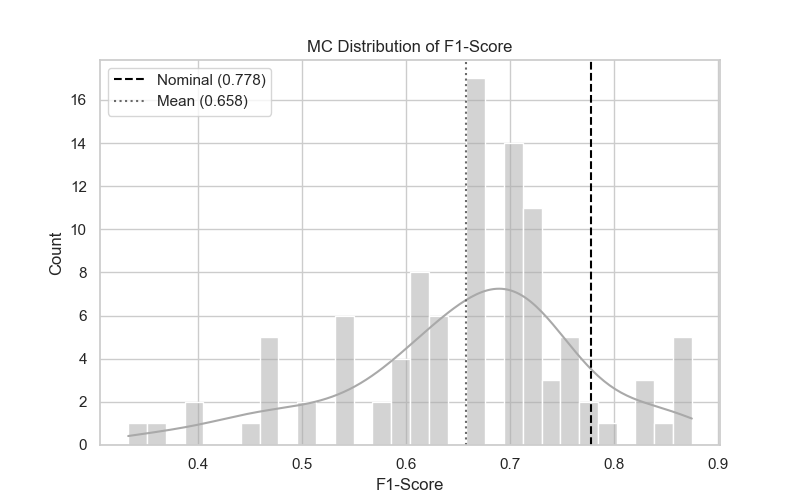 MC Distribution of F1-Score
Nominal (0.778)
Mean (0.658)
16
14
12
10
8
6
4
2
0
Count
0.4 0.5 0.6 0.7 0.8 0.9
F1-Score